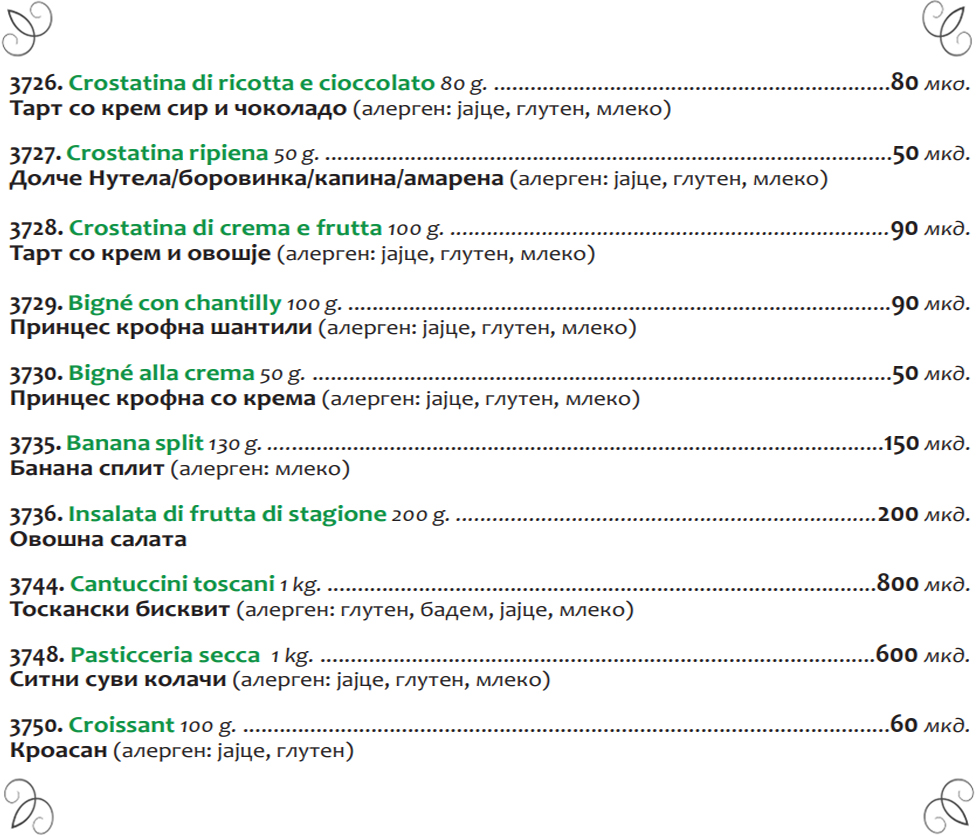 3726. Crostatina di ricotta e cioccolato 80 g. ..................................................................80 мкд.
Тарт со крем сир и чоколадо (алерген: јајце, глутен, млеко)
3727. Crostatina ripiena 50 g. ...............................................................................................50 мкд.
Долче Нутела/боровинка/капина/амарена (алерген: јајце, глутен, млеко)
3728. Crostatina di crema e frutta 100 g. ..........................................................................90 мкд.
Тарт со крем и овошје (алерген: јајце, глутен, млеко)
3729. Bigné con chantilly 100 g. ...........................................................................................90 мкд.
Принцес крофна шантили (алерген: јајце, глутен, млеко)
3730. Bigné alla crema 50 g. .................................................................................................50 мкд.
Принцес крофна со крема (алерген: јајце, глутен, млеко)
3735. Banana split 130 g. .......................................................................................................150 мкд.
Банана сплит (алерген: млеко)
3736. Insalata di frutta di stagione 200 g. .......................................................................200 мкд.
Овошна салата
3744. Cantuccini toscani 1 kg. ............................................................................................800 мкд.
Тоскански бисквит (алерген: глутен, бадем, јајце, млеко)
3748. Pasticceria secca 1 kg. .............................................................................................600 мкд.
Ситни суви колачи (алерген: јајце, глутен, млеко)
3750. Croissant 100 g. ............................................................................................................60 мкд.
Кроасан (алерген: јајце, глутен)